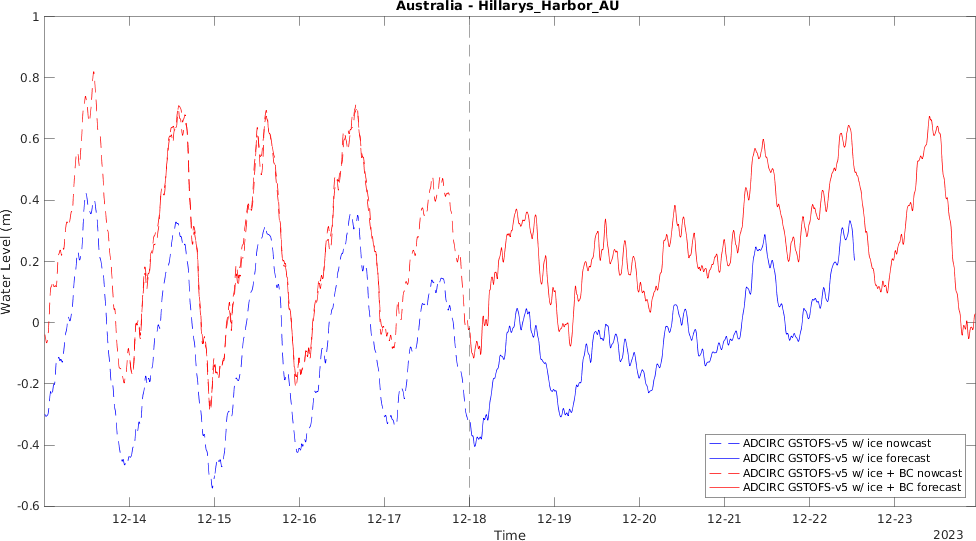 Australia - Hillarys_Harbor_AU
Water Level (m)
1
0.8
0.6
0.4
0.2
0
-0.2
-0.4
-0.6
12-14
12-15
12-16
12-17
12-18
12-19
12-20
12-21
12-22
12-23
Time
2023
ADCIRC GSTOFS-v5 w/ ice nowcast
ADCIRC GSTOFS-v5 w/ ice forecast
ADCIRC GSTOFS-v5 w/ ice + BC nowcast
ADCIRC GSTOFS-v5 w/ ice + BC forecast